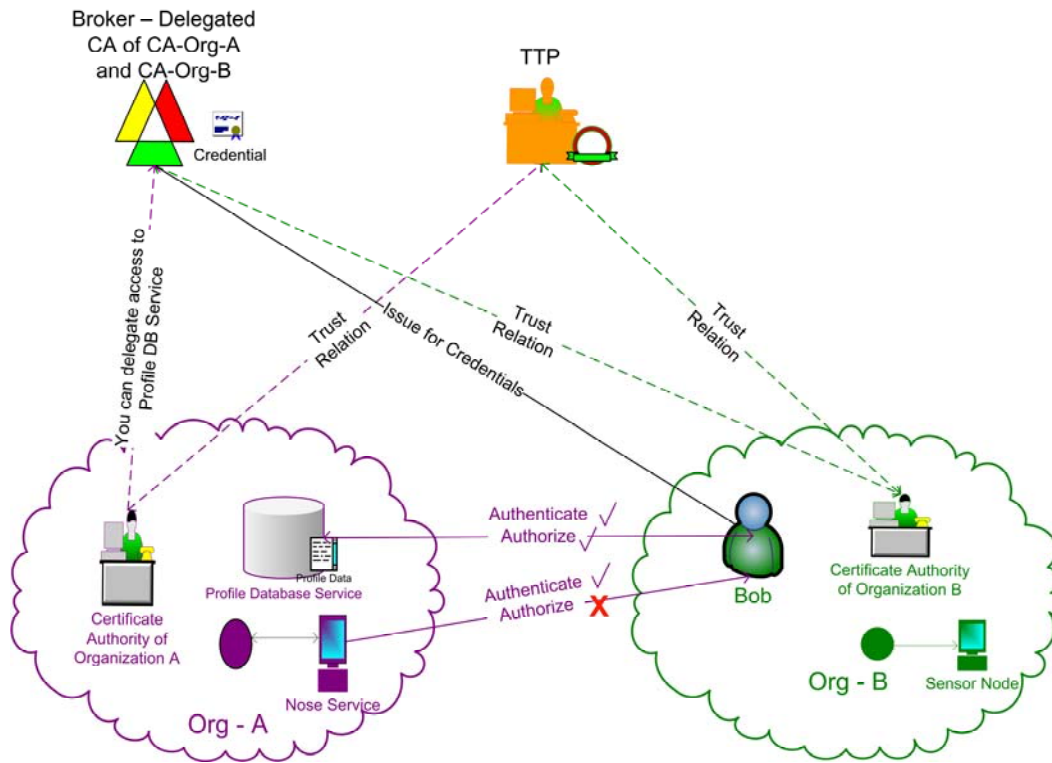 Broker – Delegated
CA of CA-Org-A
and CA-Org-B
Credential
TTP
You can delegate access to
Profile DB Service
Trust
Relation
Issue for Credentials
Trust
Relation
Trust
Relation
Authenticate
Authorize
Profile Data
Profile Database Service
Authenticate
Authorize
X
Bob
Certificate Authority
of Organization B
Certificate
Authority of
Organization A
Nose Service
Org - A
Org - B
Sensor Node